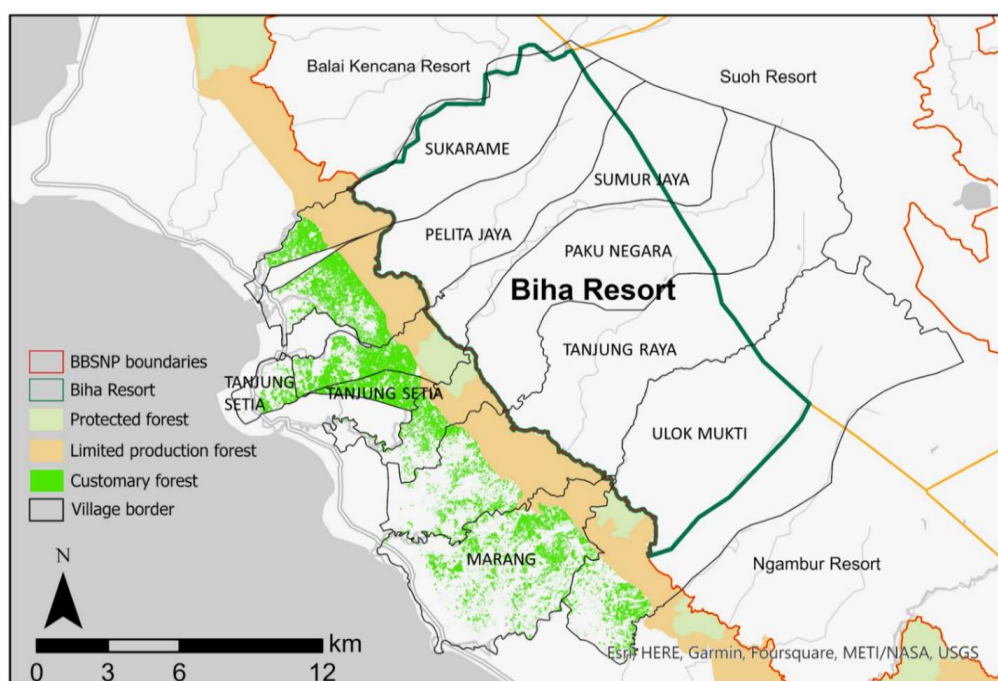 Balai Kencana Resort
Suoh Resort
SUKARAME
SUMUR JAYA
PELITA JAYA
PAKU NEGARA
Biha Resort
TANJUNG RAYA
TANJUNG
SETIA
TANJUNG SETIA
ULOK MUKTI
MARANG
Ngambur Resort
BBSNP boundaries
Biha Resort
Protected forest
Limited production forest
Customary forest
Village border
N
km
0 3 6 12
Esri, HERE, Garmin, Foursquare, METI/NASA, USGS